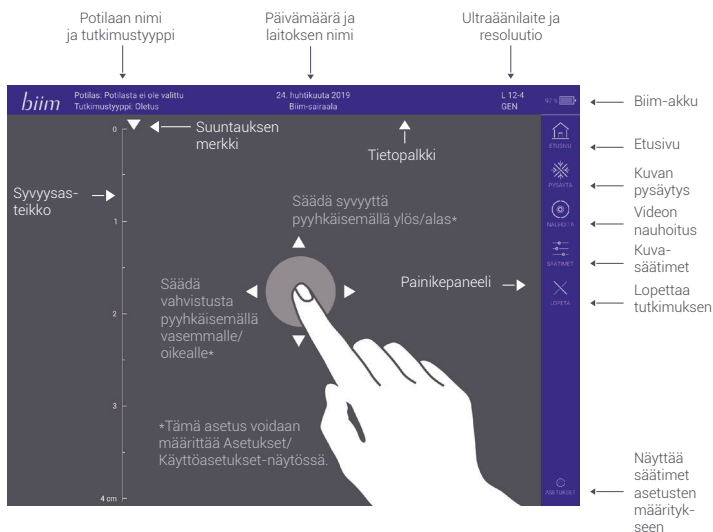 Potilaan nimi
ja tutkimustyyppi
Päivämäärä ja
laitoksen nimi
Ultraäänilaite ja
resoluutio
biim
Potilas: Potilasta ei ole valittu
Tutkimustyyppi: Oletus
24. huhtikuuta 2019
Biim-sairaala
L 12-4
GEN
97%
Biim-akku
0
Suuntauksen
merkki
Tietopalkki
ETUSIVU
Etusivu
Syvyysas-
teikko
Säädä syvyyttä
pyyhkäisemällä ylös/alas*
PYSÄYTÄ
Kuvan
pysäytys
1
NAUHOITA
Videon
nauhoitus
SÄÄTIMET
Kuva-
säätimet
Säädä
vahvistusta
pyyhkäisemällä
vasemmalle/
oikealle*
Painikepaneeli
LOPETA
Lopettaa
tutkimuksen
2
3
*Tämä asetus voidaan
määrittää Asetukset/
Käyttöasetukset-näytössä.
4 cm
ASETUKSET
Näyttää
säätimet
asetusten
määrityk-
seen